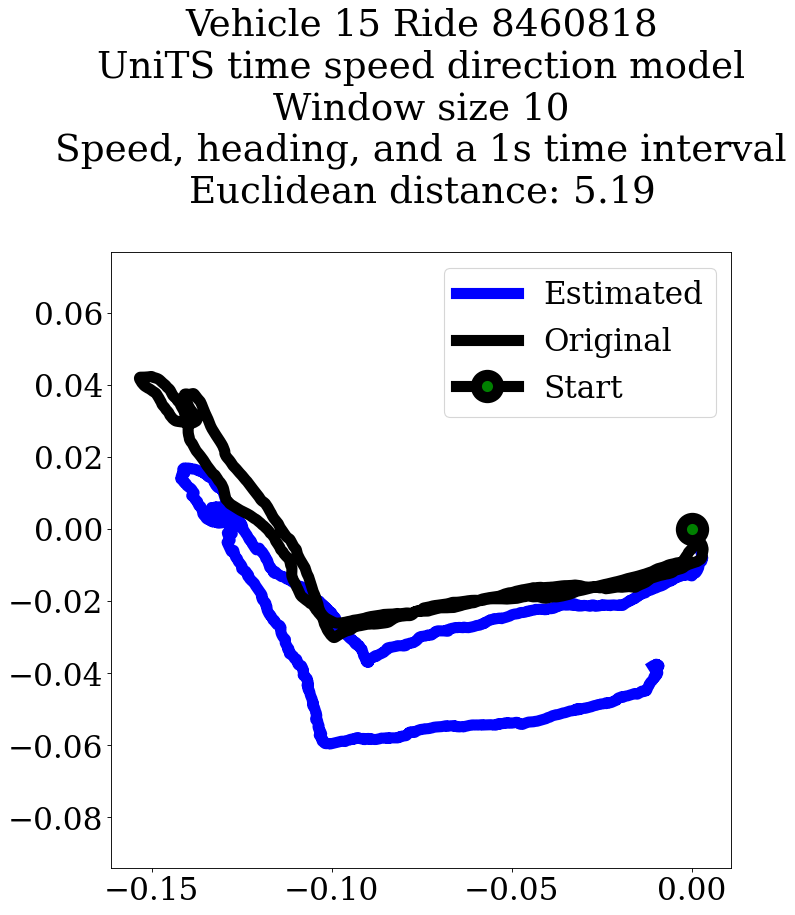 Vehicle 15 Ride 8460818
UniTS time speed direction model
Window size 10
Speed, heading, and a 1s time interval
Euclidean distance: 5.19
Estimated
Original
Start
0.06
0.04
0.02
0.00
−0.02
−0.04
−0.06
−0.08
−0.15
−0.10
−0.05
0.00